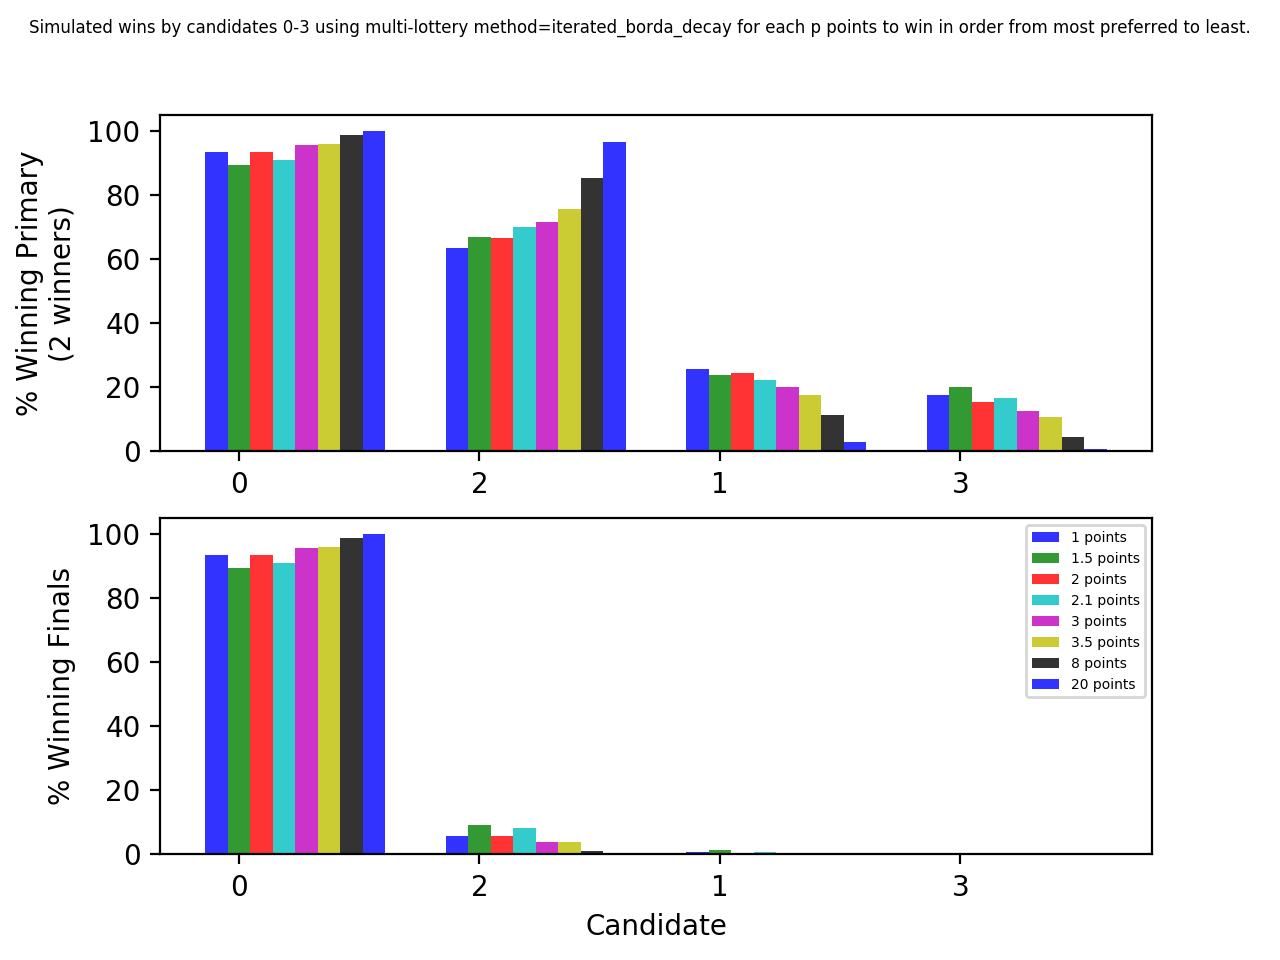 Simulated wins by candidates 0-3 using multi-lottery method=iterated_borda_decay for each p points to win in order from most preferred to least.
% Winning Primary
(2 winners)
100
80
60
40
20
0
0 2 1 3
% Winning Finals
100
80
60
40
20
0
1 points
1.5 points
2 points
2.1 points
3 points
3.5 points
8 points
20 points
0 2 1 3
Candidate